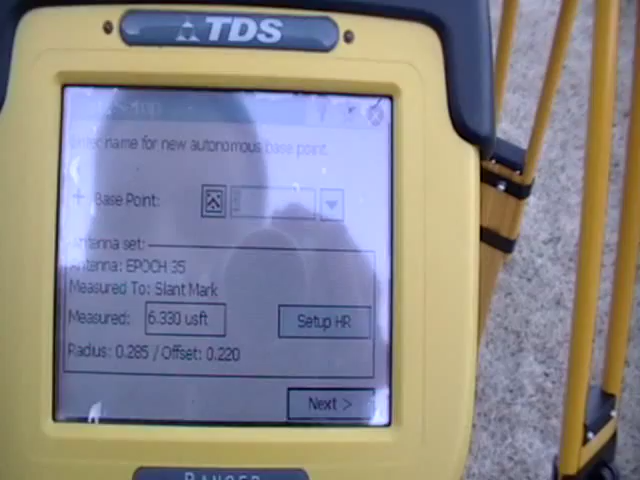 TDS
Enter name for new autonomous base point.
Base Point:
Antenna set:
Antenna: EPOCH 35
Measured To: Slant Mark
Measured: 6.330 usft
Setup HR
Radius: 0.285 / Offset: 0.220
Next >
RANGER